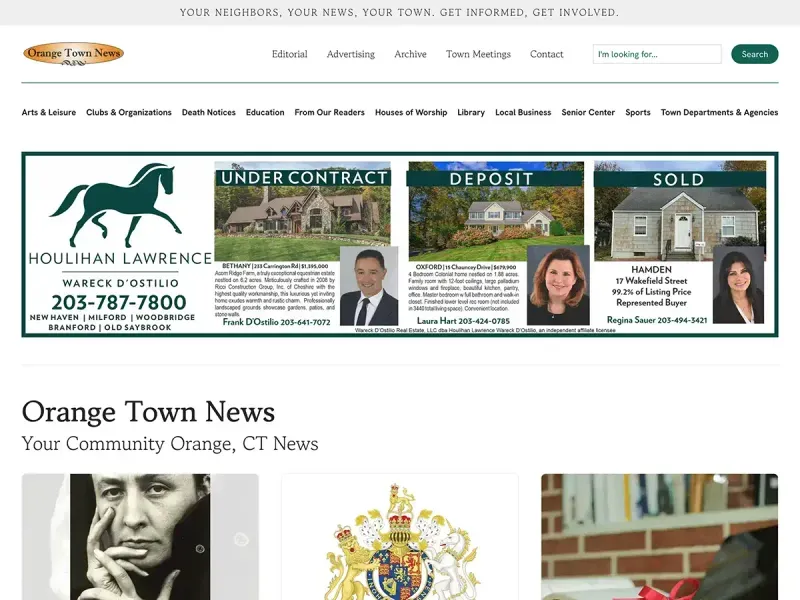 YOUR NEIGHBORS, YOUR NEWS, YOUR TOWN. GET INFORMED, GET INVOLVED.
Orange Town News
Editorial Advertising Archive Town Meetings Contact
I'm looking for... Search
Arts & Leisure Clubs & Organizations Death Notices Education From Our Readers Houses of Worship Library Local Business Senior Center Sports Town Departments & Agencies
HOULIHAN LAWRENCE
WARECK D'OSTILIO
203-787-7800
NEW HAVEN | MILFORD | WOODBRIDGE
BRANFORD | OLD SAYBROOK
UNDER CONTRACT
BETHANY | 233 Carrington Rd | $1,395,000
Acorn Ridge Farm, a truly exceptional equestrian estate
nestled on 6.2 acres. Meticulously crafted in 2008 by
Rico Construction Group, Inc. of Cheshire with the
highest quality workmanship, this luxurious yet inviting
home exudes warmth and rustic charm. Professionally
landscaped grounds showcase gardens, patios, and
stone walls.
Frank D'Ostilio 203-641-7072
DEPOSIT
OXFORD | 15 Chauncey Drive | $679,900
4 Bedroom Colonial home nestled on 1.88 acres.
Family room with 12-foot ceilings, large palladium
windows and fireplace, beautiful kitchen, pantry,
office. Master bedroom w full bathroom and walk-in
closet. Finished lower level rec room (not included
in 3440 total living space). Convenient location.
Laura Hart 203-424-0785
SOLD
HAMDEN
17 Wakefield Street
99.2% of Listing Price
Represented Buyer
Regina Sauer 203-494-3421
Wareck D'Ostilio Real Estate, LLC dba Houlihan Lawrence Wareck D'Ostilio, an independent affiliate licensee
Orange Town News
Your Community Orange, CT News